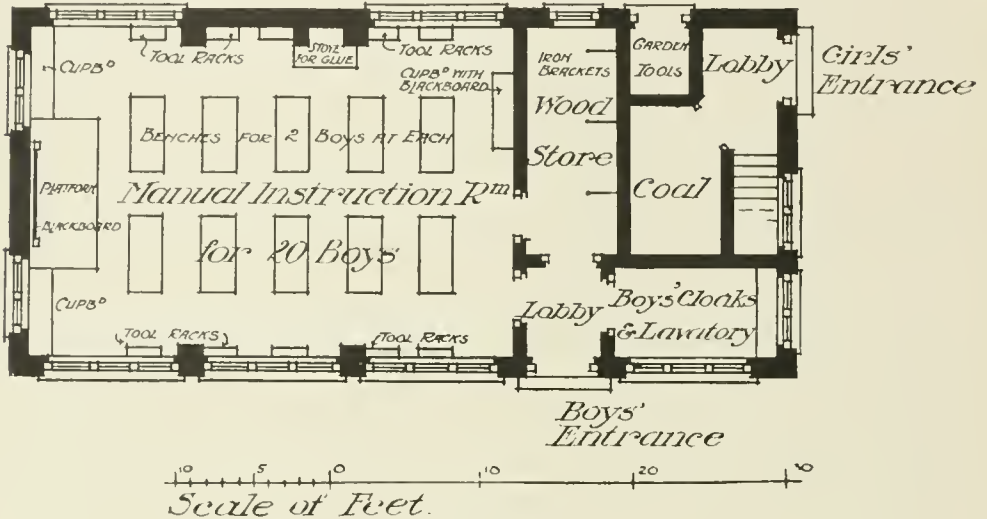 TOOL RACKS
STOVE
FOR GLUE
TOOL RACKS
CUPBD
CUPBD WITH
BLACKBOARD
IRON
BRACKETS
GARDEN
TOOLS
Lobby
Girls'
Entrance
Wood
Store
BENCHES FOR 2 BOYS AT EACH
Coal
PLATFORM
Manual Instruction Rm
BLACKBOARD
for 20 Boys
CUPBD
Lobby
Boys' Cloaks
& Lavatory
TOOL RACKS
TOOL RACKS
Boys'
Entrance
10 5 0 10 20 30
Scale of Feet.